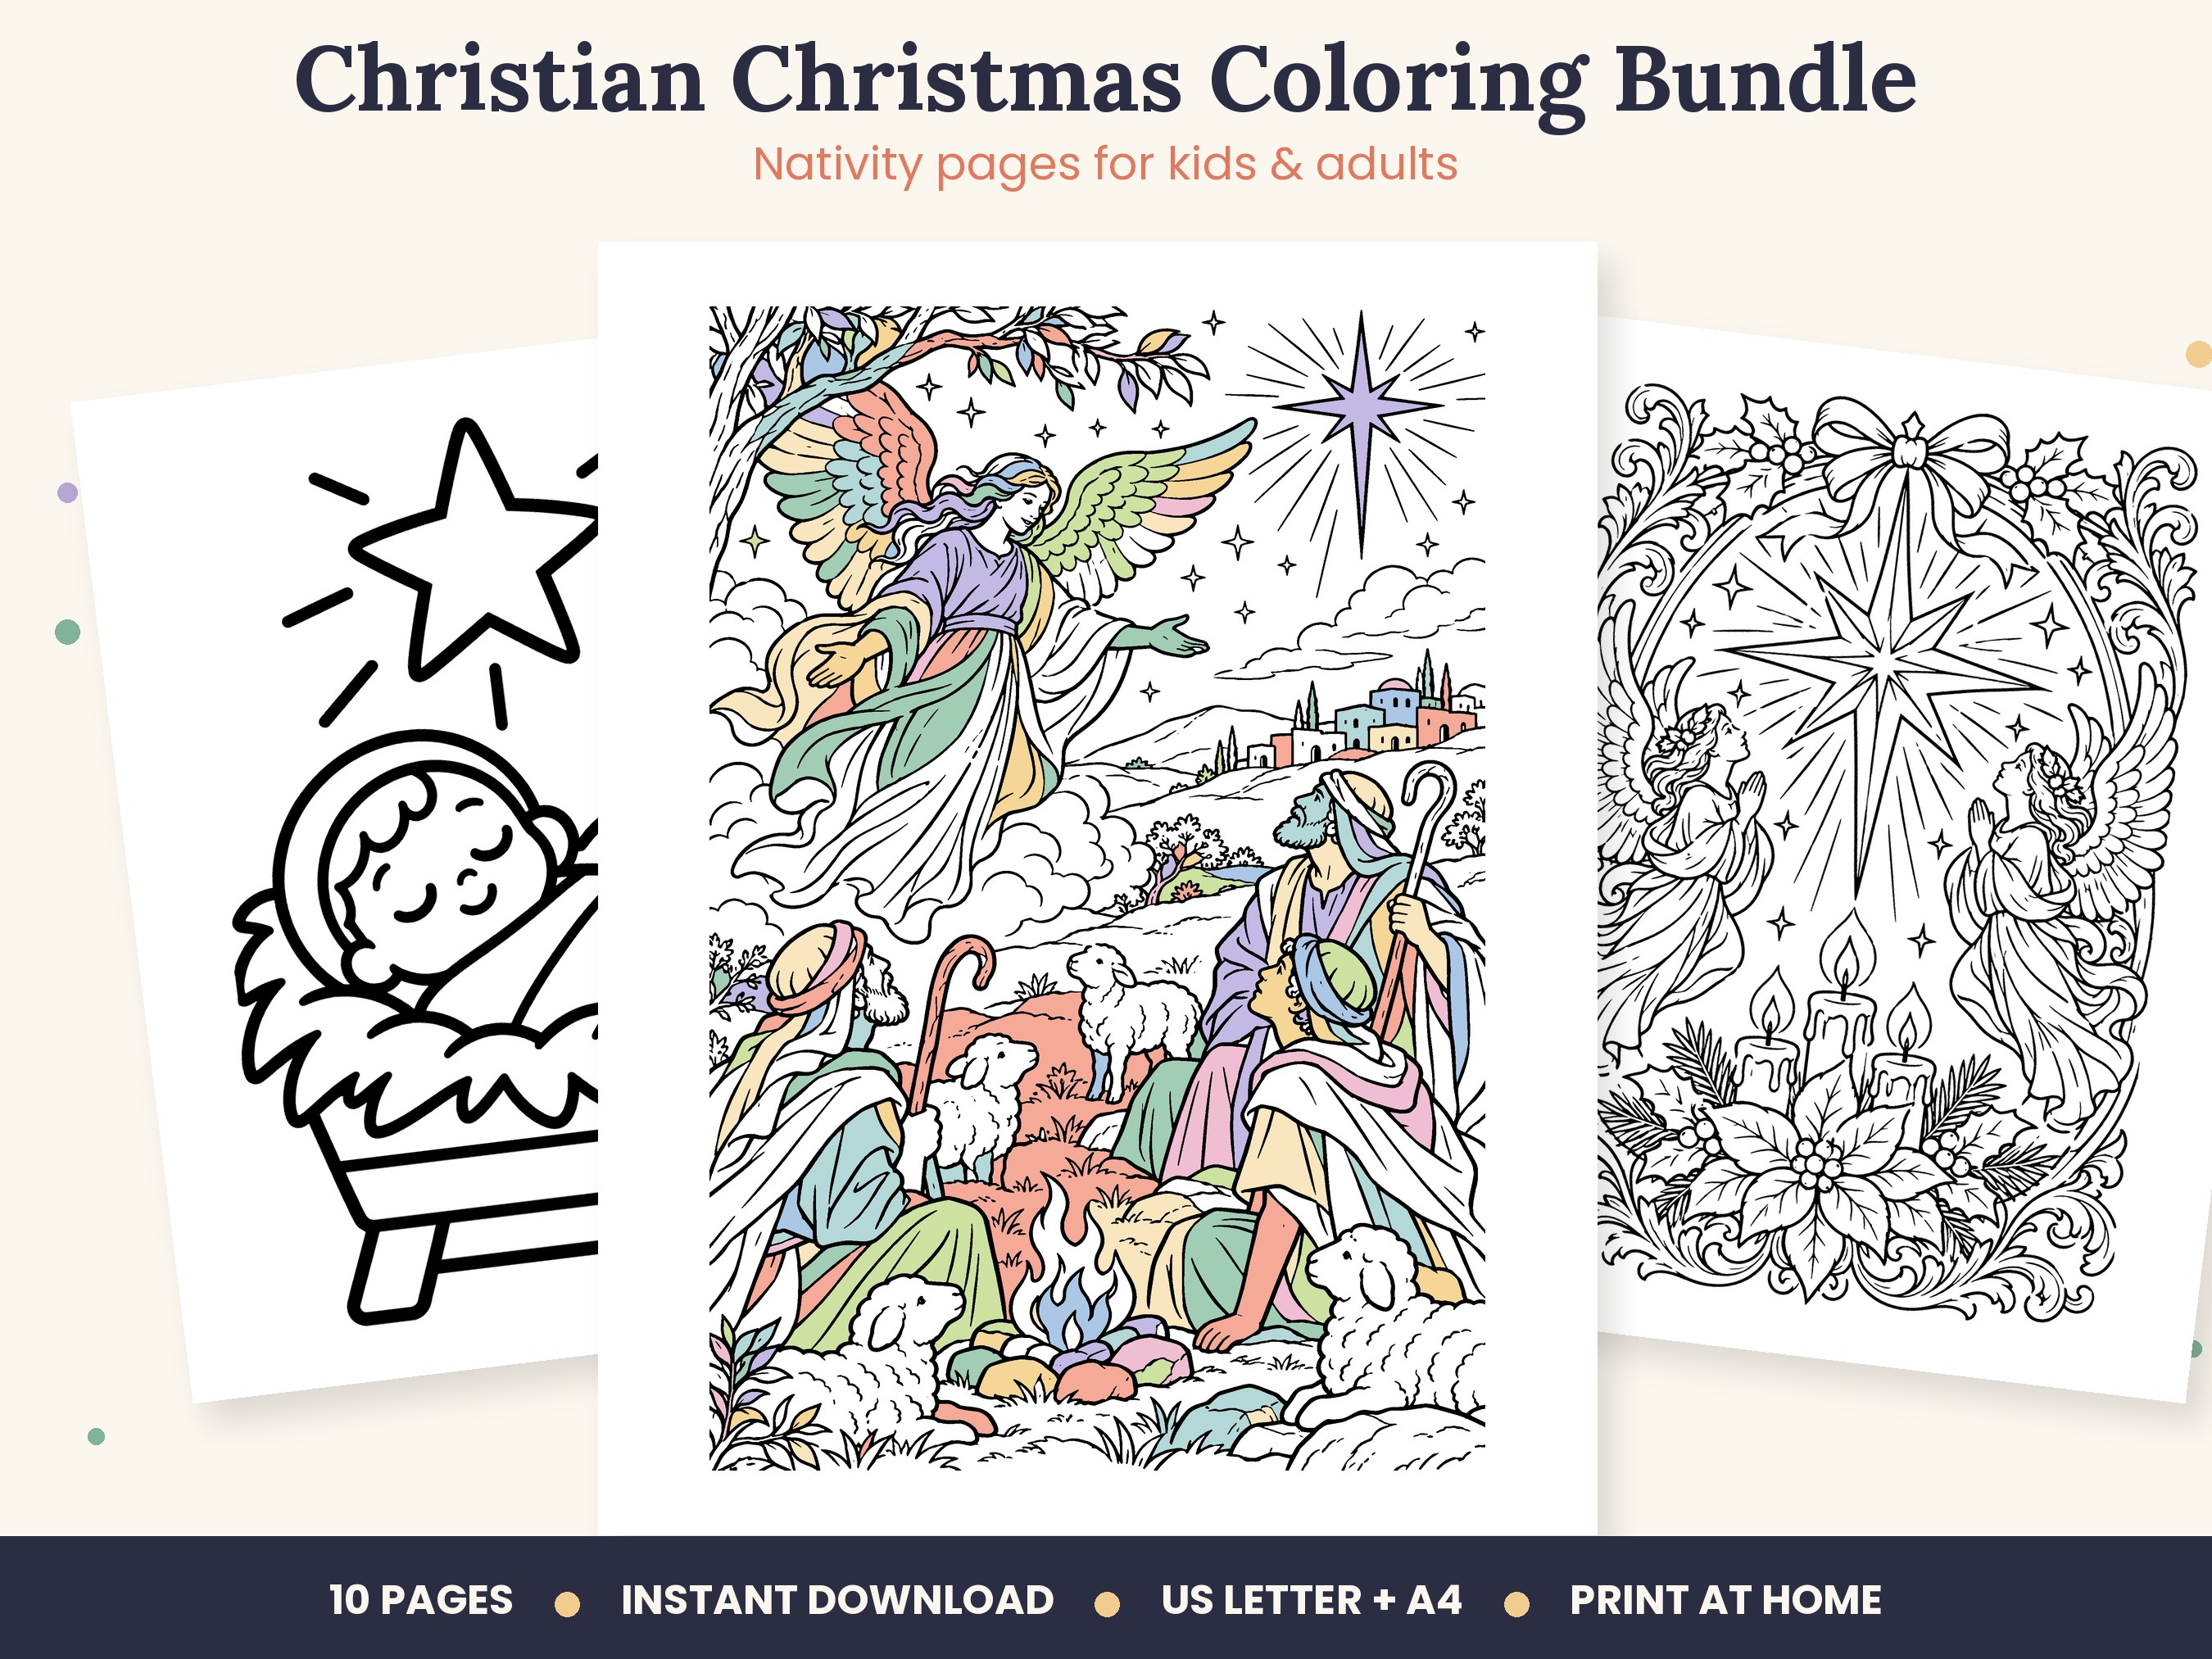 Christian Christmas Coloring Bundle
Nativity pages for kids & adults
10 PAGES ● INSTANT DOWNLOAD ● US LETTER + A4 ● PRINT AT HOME